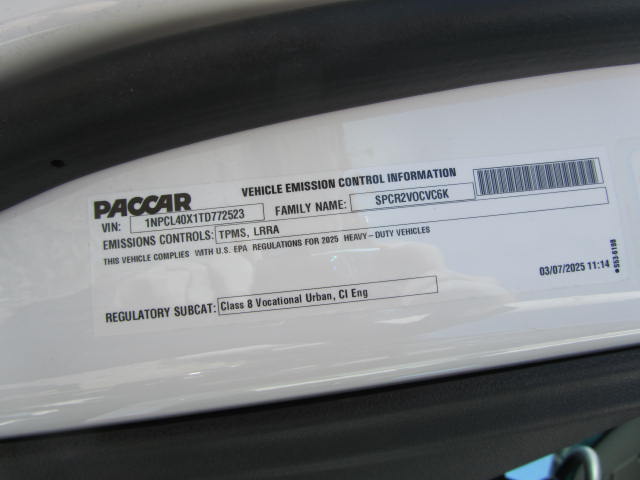 PACCAR
VEHICLE EMISSION CONTROL INFORMATION
VIN: 1NPCL40X1TD772523 FAMILY NAME: SPCR2VOCVC6K
EMISSIONS CONTROLS: TPMS, LRRA
THIS VEHICLE COMPLIES WITH U.S. EPA REGULATIONS FOR 2025 HEAVY-DUTY VEHICLES
REGULATORY SUBCAT: Class 8 Vocational Urban, CI Eng
03/07/2025 11:14
S53-6198